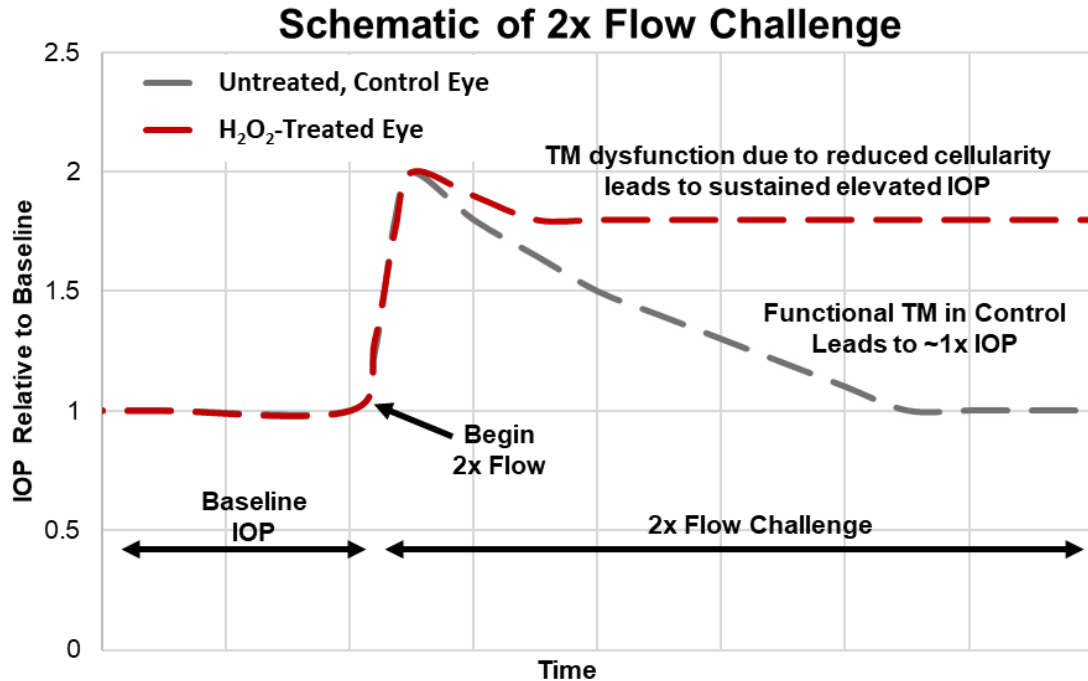 Schematic of 2x Flow Challenge
2.5
Untreated, Control Eye
H₂O₂-Treated Eye
2
TM dysfunction due to reduced cellularity
leads to sustained elevated IOP
IOP Relative to Baseline
1.5
Functional TM in Control
Leads to ~1x IOP
1
Begin
2x Flow
Baseline
IOP
2x Flow Challenge
0.5
0
Time